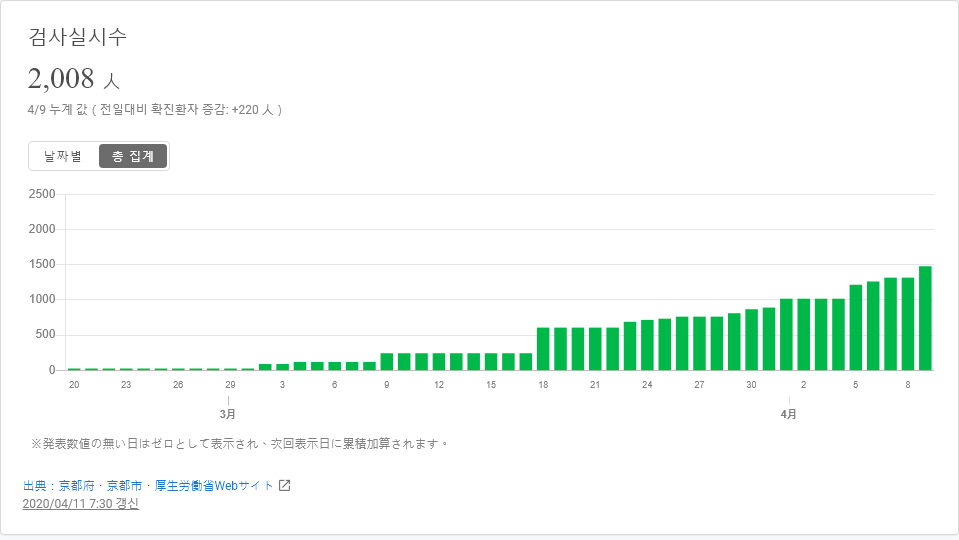 검사실시수
2,008 人
4/9 누계 값 ( 전일대비 확진환자 증감: +220 人 )
날짜별 총 집계
2500
2000
1500
1000
500
0
20 23 26 29 3 6 9 12 15 18 21 24 27 30 2 5 8
3月 4月
※発表数値の無い日はゼロとして表示され、次回表示日に累積加算されます。
出典：京都府・京都市・厚生労働省Webサイト
2020/04/11 7:30 갱신